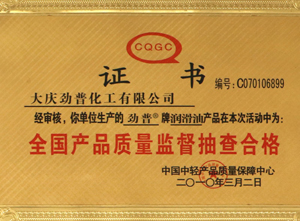 CQGC
证书
编号:C070106899
大庆劲普化工有限公司
经审核，你单位生产的 劲普® 牌润滑油产品在本次活动中为:
全国产品质量监督抽查合格
中国中轻产品质量保障中心
二〇一〇年三月二日